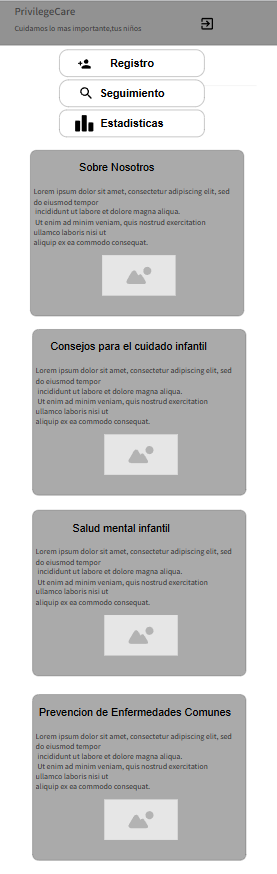 PrivilegeCare
Cuidamos lo mas importante,tus niños
Registro
Seguimiento
Estadisticas
Sobre Nosotros
Lorem ipsum dolor sit amet, consectetur adipiscing elit, sed
do eiusmod tempor
incididunt ut labore et dolore magna aliqua.
Ut enim ad minim veniam, quis nostrud exercitation
ullamco laboris nisi ut
aliquip ex ea commodo consequat.
Consejos para el cuidado infantil
Lorem ipsum dolor sit amet, consectetur adipiscing elit, sed
do eiusmod tempor
incididunt ut labore et dolore magna aliqua.
Ut enim ad minim veniam, quis nostrud exercitation
ullamco laboris nisi ut
aliquip ex ea commodo consequat.
Salud mental infantil
Lorem ipsum dolor sit amet, consectetur adipiscing elit, sed
do eiusmod tempor
incididunt ut labore et dolore magna aliqua.
Ut enim ad minim veniam, quis nostrud exercitation
ullamco laboris nisi ut
aliquip ex ea commodo consequat.
Prevencion de Enfermedades Comunes
Lorem ipsum dolor sit amet, consectetur adipiscing elit, sed
do eiusmod tempor
incididunt ut labore et dolore magna aliqua.
Ut enim ad minim veniam, quis nostrud exercitation
ullamco laboris nisi ut
aliquip ex ea commodo consequat.